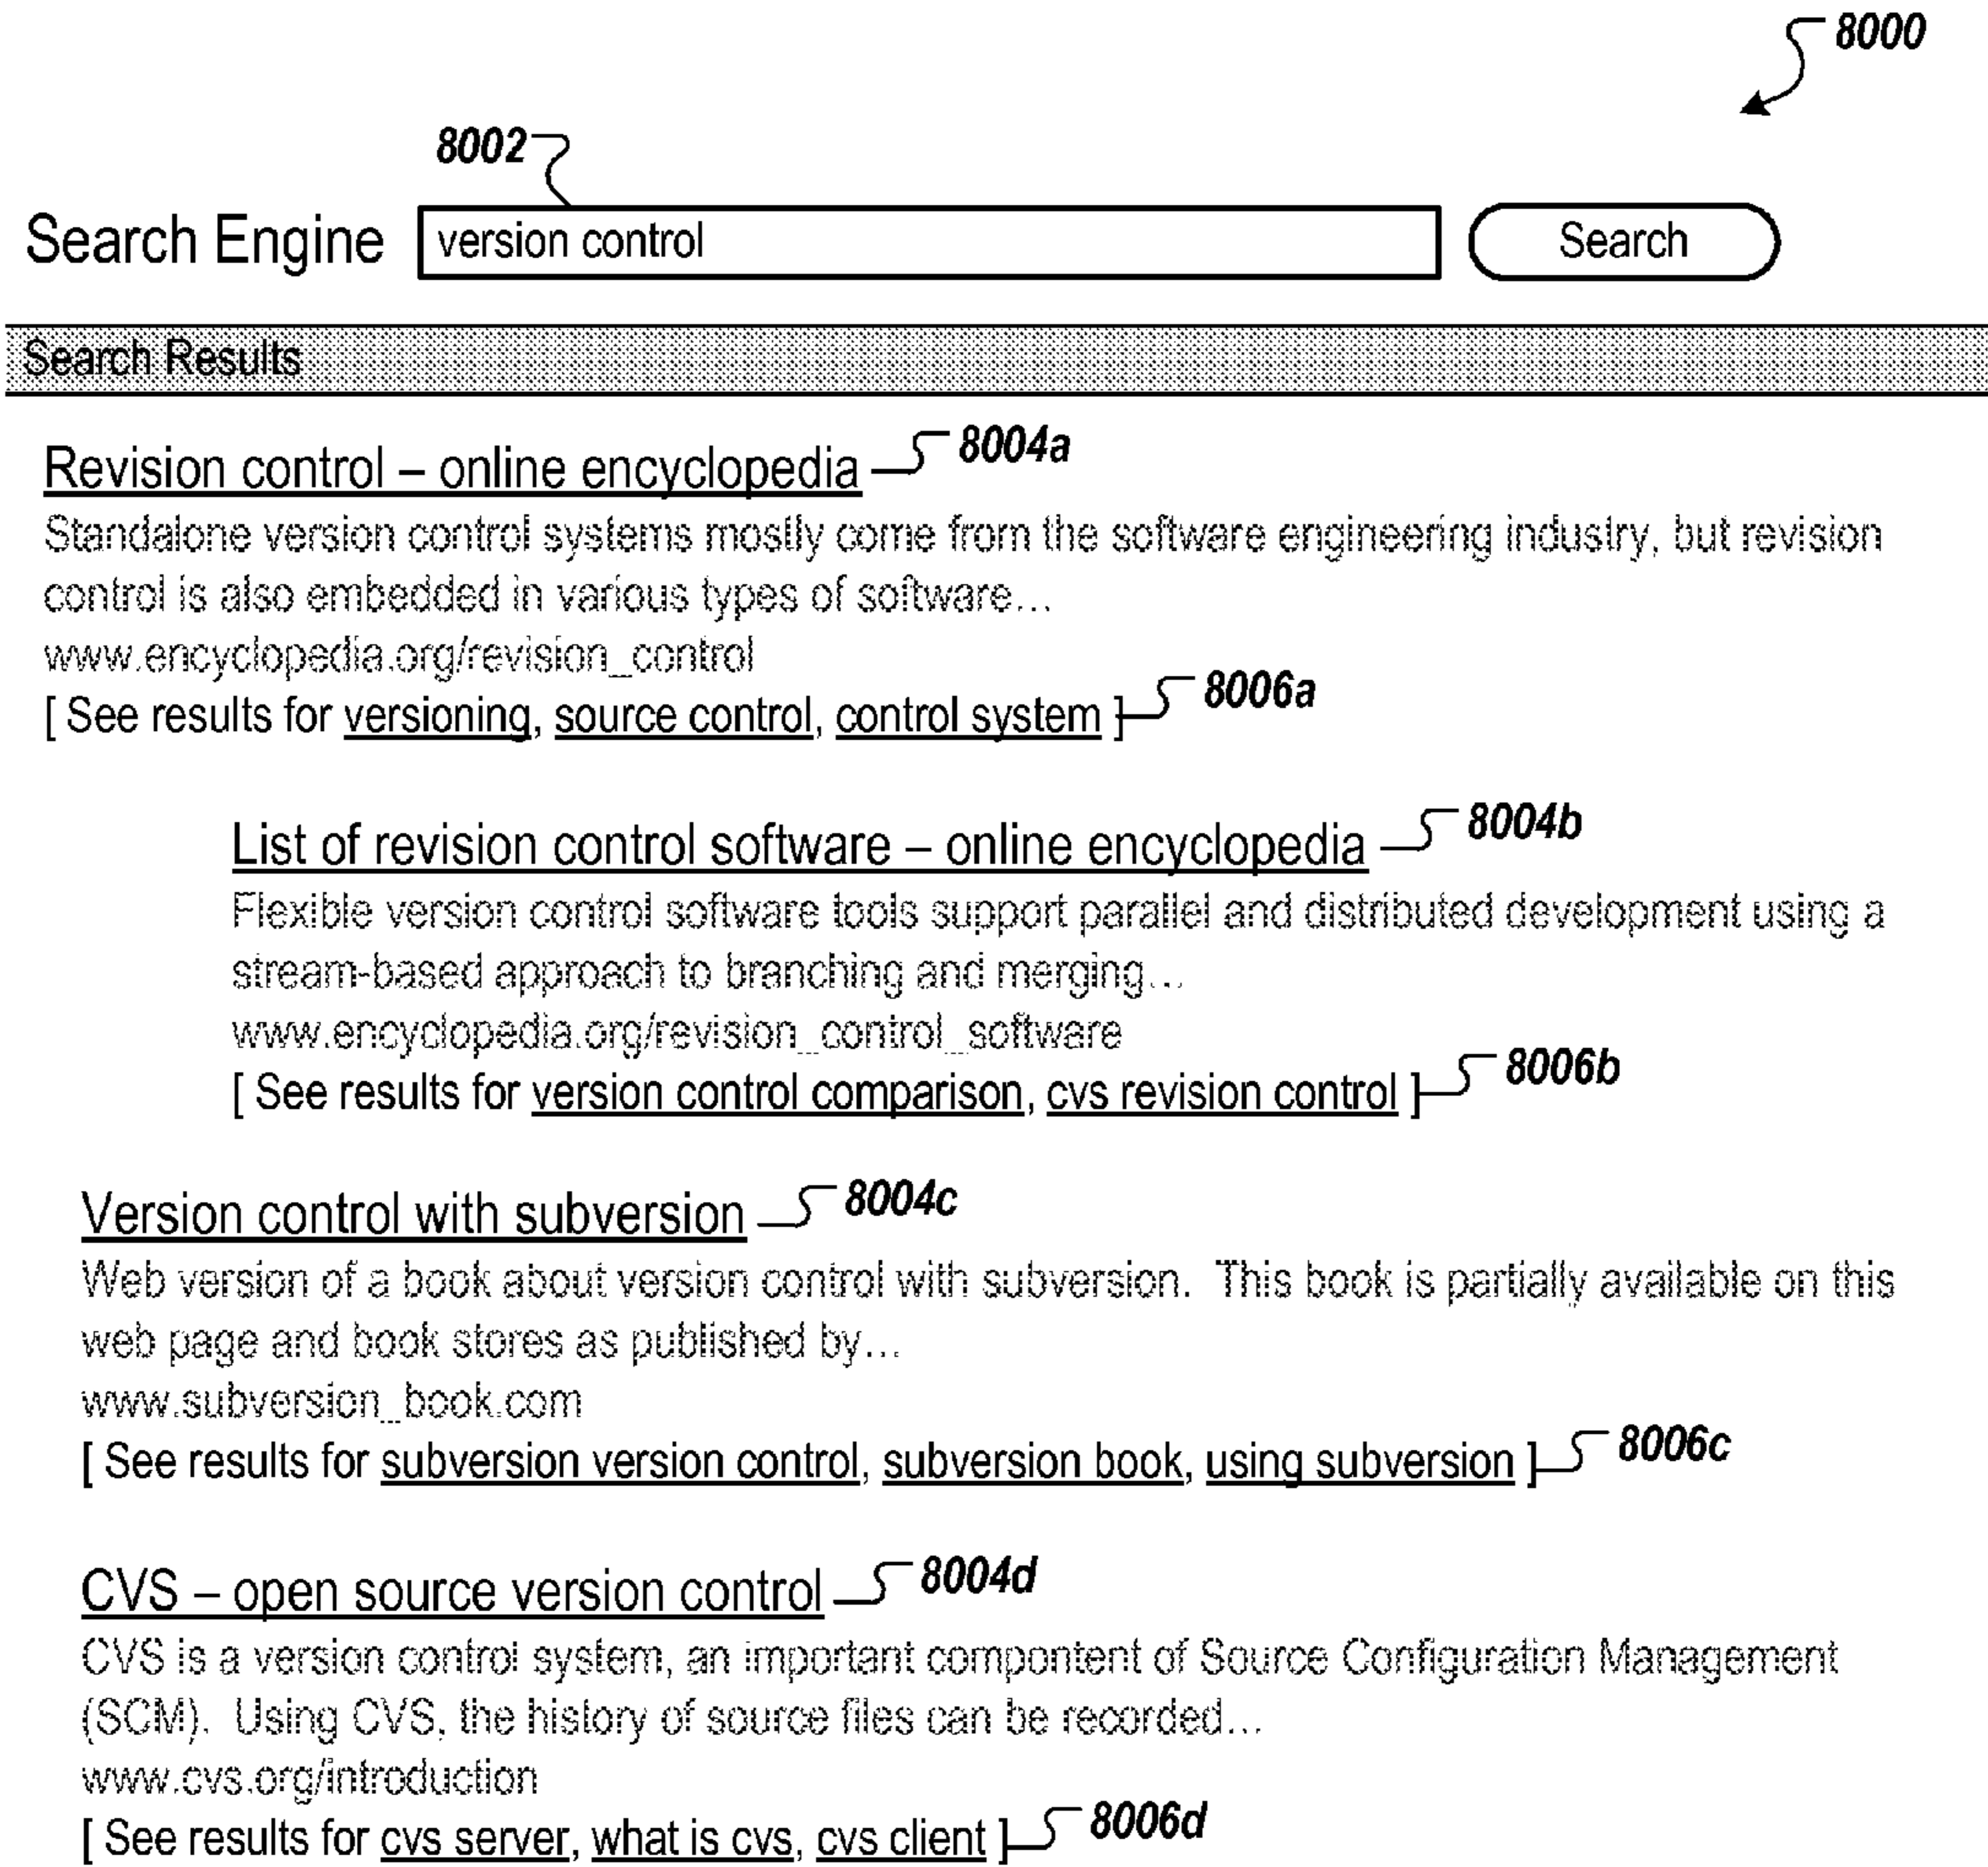 8000
8002
Search Engine version control Search
Search Results
Revision control – online encyclopedia 8004a
Standalone version control systems mostly come from the software engineering industry, but revision
control is also embedded in various types of software...
www.encyclopedia.org/revision_control
[ See results for versioning, source control, control system ] 8006a
List of revision control software – online encyclopedia 8004b
Flexible version control software tools support parallel and distributed development using a
stream-based approach to branching and merging...
www.encyclopedia.org/revision_control_software
[ See results for version control comparison, cvs revision control ] 8006b
Version control with subversion 8004c
Web version of a book about version control with subversion. This book is partially available on this
web page and book stores as published by...
www.subversion_book.com
[ See results for subversion version control, subversion book, using subversion ] 8006c
CVS – open source version control 8004d
CVS is a version control system, an important compontent of Source Configuration Management
(SCM). Using CVS, the history of source files can be recorded...
www.cvs.org/introduction
[ See results for cvs server, what is cvs, cvs client ] 8006d